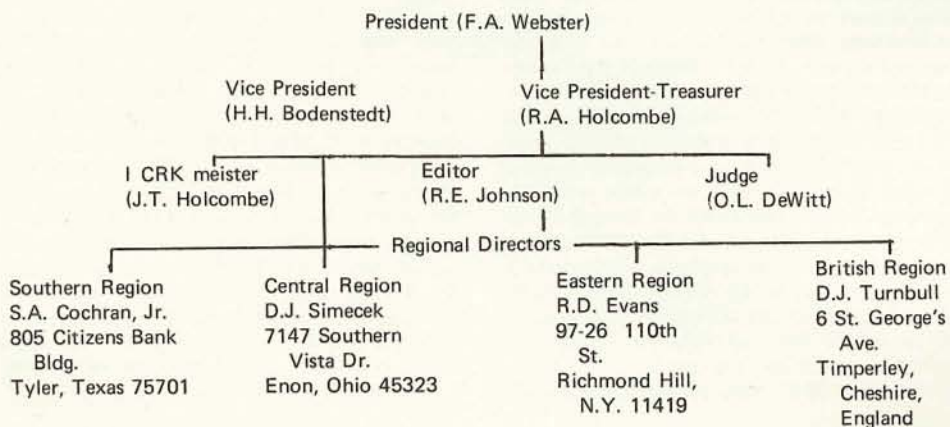 President (F.A. Webster)
Vice President
(H.H. Bodenstedt)
Vice President-Treasurer
(R.A. Holcombe)
I CRK meister
(J.T. Holcombe)
Editor
(R.E. Johnson)
Judge
(O.L. DeWitt)
Regional Directors
Southern Region
S.A. Cochran, Jr.
805 Citizens Bank
Bldg.
Tyler, Texas 75701
Central Region
D.J. Simecek
7147 Southern
Vista Dr.
Enon, Ohio 45323
Eastern Region
R.D. Evans
97-26 110th
St.
Richmond Hill,
N.Y. 11419
British Region
D.J. Turnbull
6 St. George's
Ave.
Timperley,
Cheshire,
England